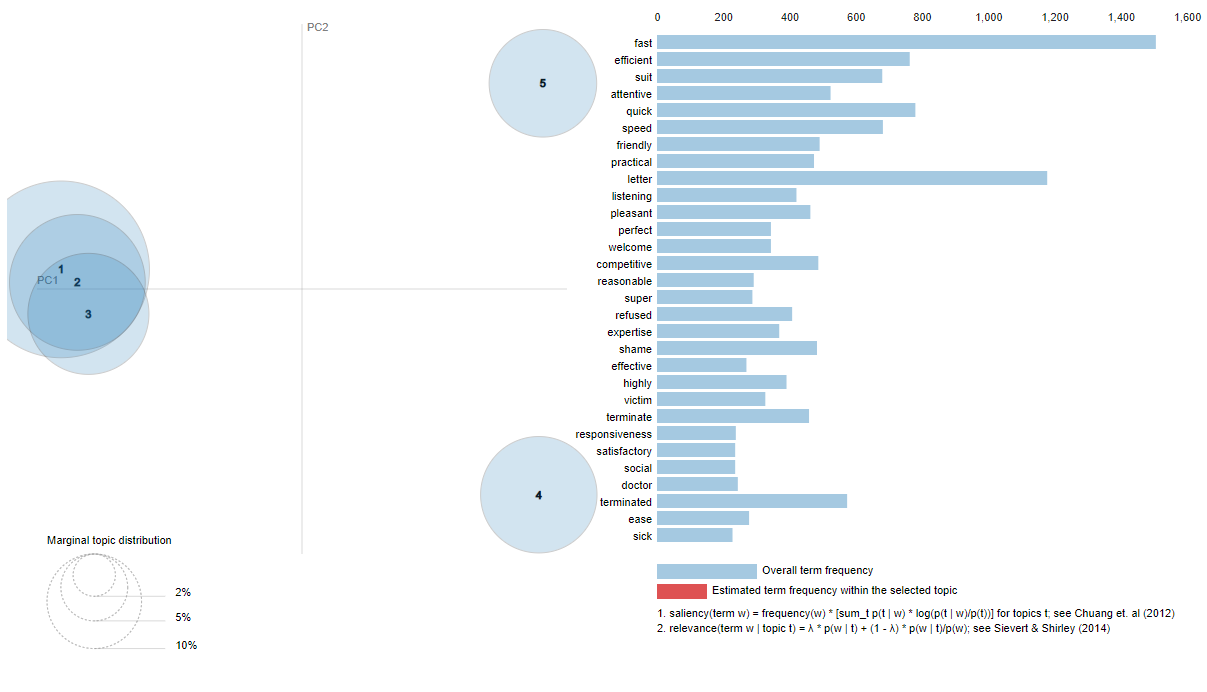 PC2
5
1
PC1
2
3
4
Marginal topic distribution
2%
5%
10%
0 200 400 600 800 1,000 1,200 1,400 1,600
fast
efficient
suit
attentive
quick
speed
friendly
practical
letter
listening
pleasant
perfect
welcome
competitive
reasonable
super
refused
expertise
shame
effective
highly
victim
terminate
responsiveness
satisfactory
social
doctor
terminated
ease
sick
Overall term frequency
Estimated term frequency within the selected topic
1. saliency(term w) = frequency(w) * [sum_t p(t | w) * log(p(t | w)/p(t))] for topics t; see Chuang et. al (2012)
2. relevance(term w | topic t) = λ * p(w | t) + (1 - λ) * p(w | t)/p(w); see Sievert & Shirley (2014)